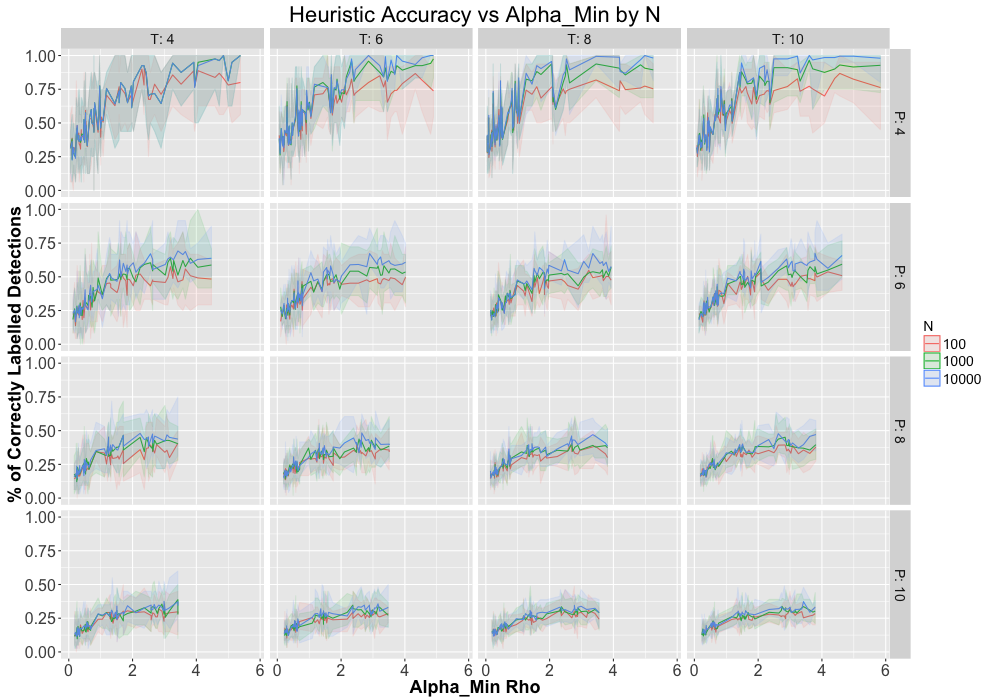 Heuristic Accuracy vs Alpha_Min by N
T: 4 T: 6 T: 8 T: 10
1.00
0.75
0.50
0.25
0.00
P: 4
1.00
0.75
0.50
0.25
0.00
P: 6
1.00
0.75
0.50
0.25
0.00
P: 8
1.00
0.75
0.50
0.25
0.00
P: 10
% of Correctly Labelled Detections
0 2 4 6 0 2 4 6 0 2 4 6 0 2 4 6
Alpha_Min Rho
N
100
1000
10000